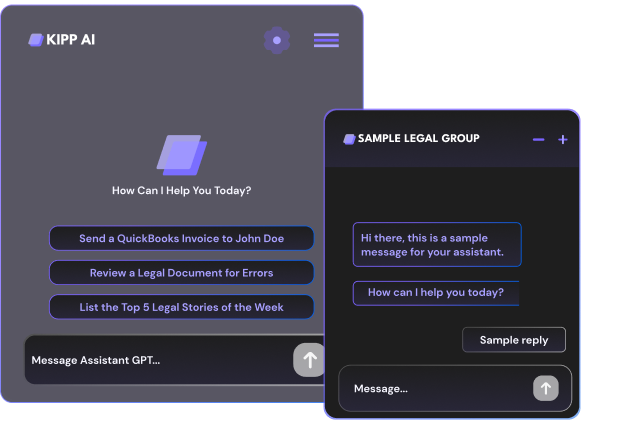 KIPP AI
How Can I Help You Today?
Send a QuickBooks Invoice to John Doe
Review a Legal Document for Errors
List the Top 5 Legal Stories of the Week
Message Assistant GPT...
SAMPLE LEGAL GROUP
Hi there, this is a sample
message for your assistant.
How can I help you today?
Sample reply
Message...